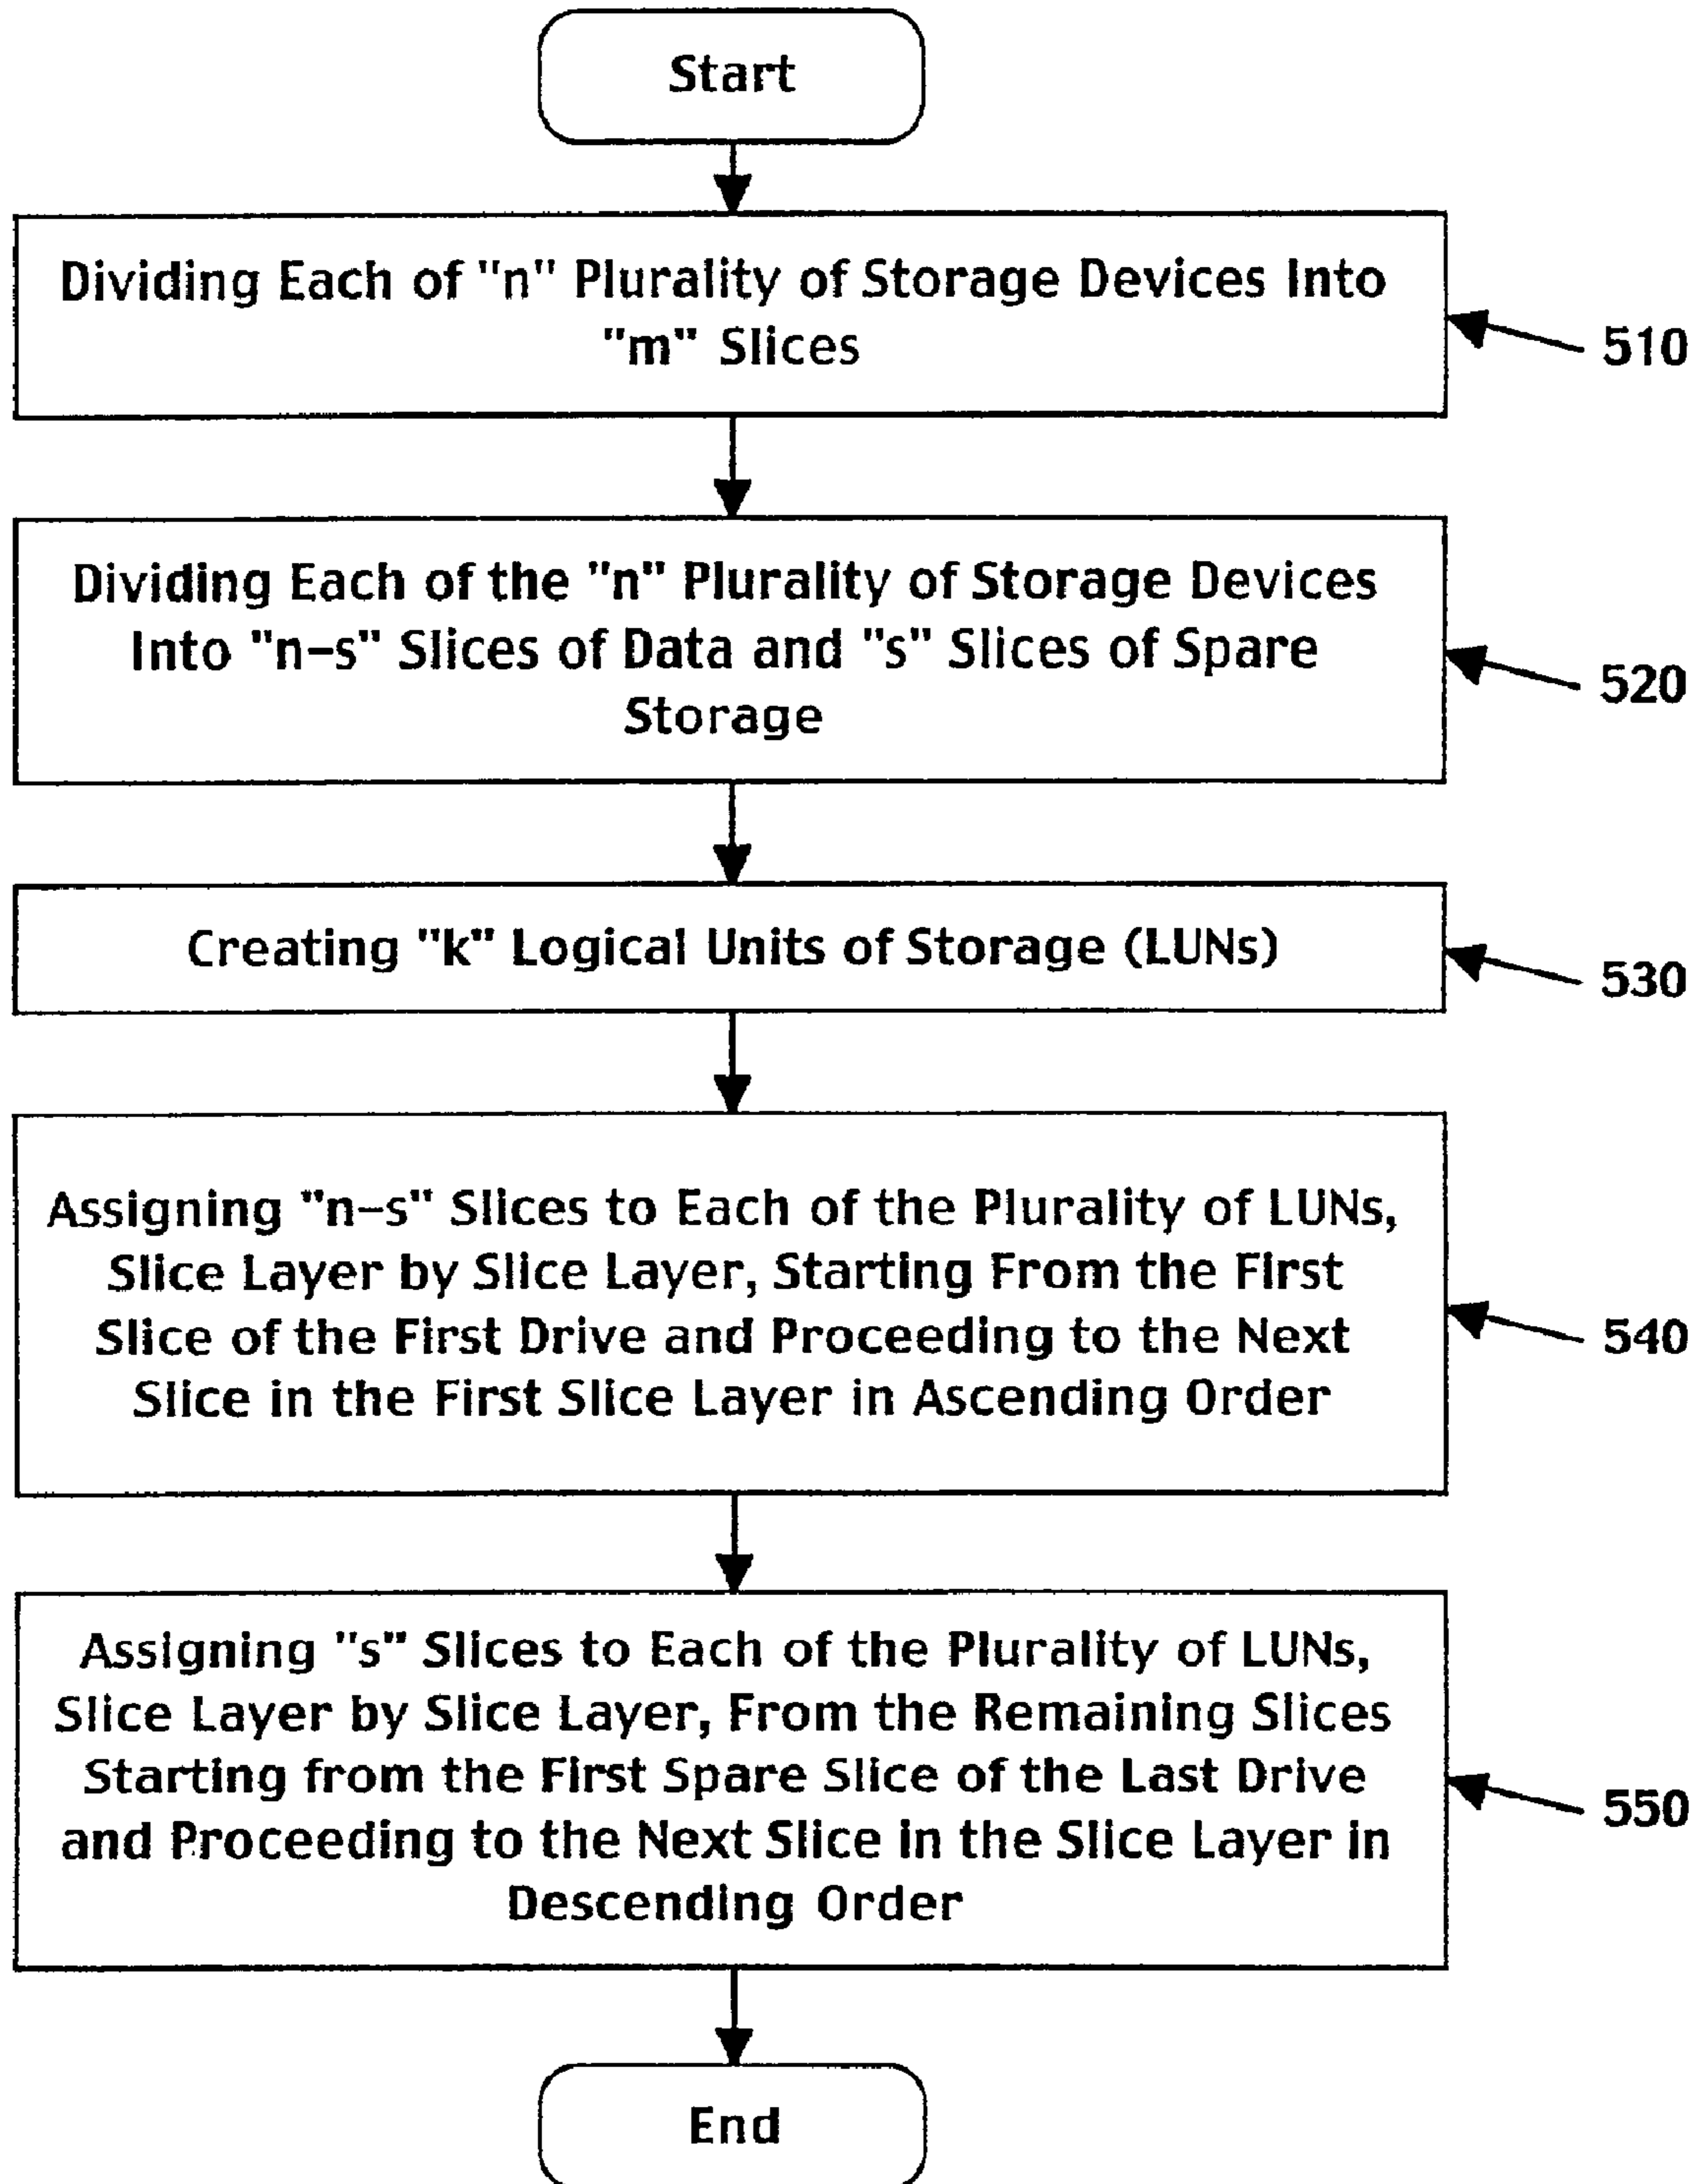 Start
Dividing Each of "n" Plurality of Storage Devices Into
"m" Slices
510
Dividing Each of the "n" Plurality of Storage Devices
Into "n-s" Slices of Data and "s" Slices of Spare
Storage
520
Creating "k" Logical Units of Storage (LUNs)
530
Assigning "n-s" Slices to Each of the Plurality of LUNs,
Slice Layer by Slice Layer, Starting From the First
Slice of the First Drive and Proceeding to the Next
Slice in the First Slice Layer in Ascending Order
540
Assigning "s" Slices to Each of the Plurality of LUNs,
Slice Layer by Slice Layer, From the Remaining Slices
Starting from the First Spare Slice of the Last Drive
and Proceeding to the Next Slice in the Slice Layer in
Descending Order
550
End